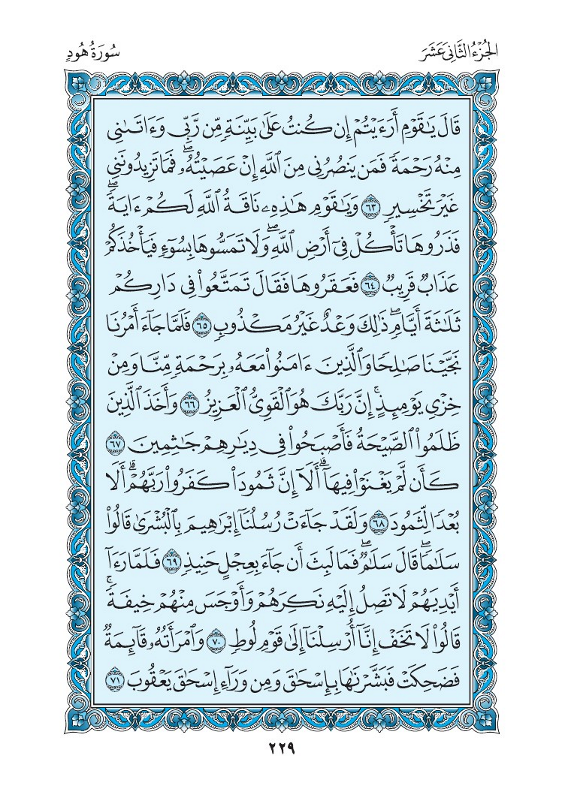 الجُزْءُ الثَّانِي عَشَرَ
سُورَةُ هُودٍ
قَالَ يَٰقَوْمِ أَرَءَيْتُمْ إِن كُنتُ عَلَىٰ بَيِّنَةٍ مِّن رَّبِّي وَءَاتَىٰنِي
مِنْهُ رَحْمَةً فَمَن يَنصُرُنِي مِنَ ٱللَّهِ إِنْ عَصَيْتُهُۥۖ فَمَا تَزِيدُونَنِي
غَيْرَ تَخْسِيرٍ ٦٣ وَيَٰقَوْمِ هَٰذِهِۦ نَاقَةُ ٱللَّهِ لَكُمْ ءَايَةًۖ
فَذَرُوهَا تَأْكُلْ فِيٓ أَرْضِ ٱللَّهِۖ وَلَا تَمَسُّوهَا بِسُوٓءٍ فَيَأْخُذَكُمْ
عَذَابٌ قَرِيبٌ ٦٤ فَعَقَرُوهَا فَقَالَ تَمَتَّعُوا۟ فِي دَارِكُمْ
ثَلَٰثَةَ أَيَّامٍۖ ذَٰلِكَ وَعْدٌ غَيْرُ مَكْذُوبٍ ٦٥ فَلَمَّا جَآءَ أَمْرُنَا
نَجَّيْنَا صَٰلِحًا وَٱلَّذِينَ ءَامَنُوا۟ مَعَهُۥ بِرَحْمَةٍ مِّنَّا وَمِنْ
خِزْيِ يَوْمِئِذٍۚ إِنَّ رَبَّكَ هُوَ ٱلْقَوِيُّ ٱلْعَزِيزُ ٦٦ وَأَخَذَ ٱلَّذِينَ
ظَلَمُوا۟ ٱلصَّيْحَةُ فَأَصْبَحُوا۟ فِي دِيَٰرِهِمْ جَٰثِمِينَ ٦٧
كَأَن لَّمْ يَغْنَوْا۟ فِيهَآۗ أَلَآ إِنَّ ثَمُودَا۟ كَفَرُوا۟ رَبَّهُمْۗ أَلَا
بُعْدًا لِّثَمُودَ ٦٨ وَلَقَدْ جَآءَتْ رُسُلُنَآ إِبْرَٰهِيمَ بِٱلْبُشْرَىٰ قَالُوا۟
سَلَٰمًاۖ قَالَ سَلَٰمٌۖ فَمَا لَبِثَ أَن جَآءَ بِعِجْلٍ حَنِيذٍ ٦٩ فَلَمَّا رَءَآ
أَيْدِيَهُمْ لَا تَصِلُ إِلَيْهِ نَكِرَهُمْ وَأَوْجَسَ مِنْهُمْ خِيفَةًۚ
قَالُوا۟ لَا تَخَفْ إِنَّآ أُرْسِلْنَآ إِلَىٰ قَوْمِ لُوطٍ ٧٠ وَٱمْرَأَتُهُۥ قَآئِمَةٌ
فَضَحِكَتْ فَبَشَّرْنَٰهَا بِإِسْحَٰقَ وَمِن وَرَآءِ إِسْحَٰقَ يَعْقُوبَ ٧١
٢٢٩